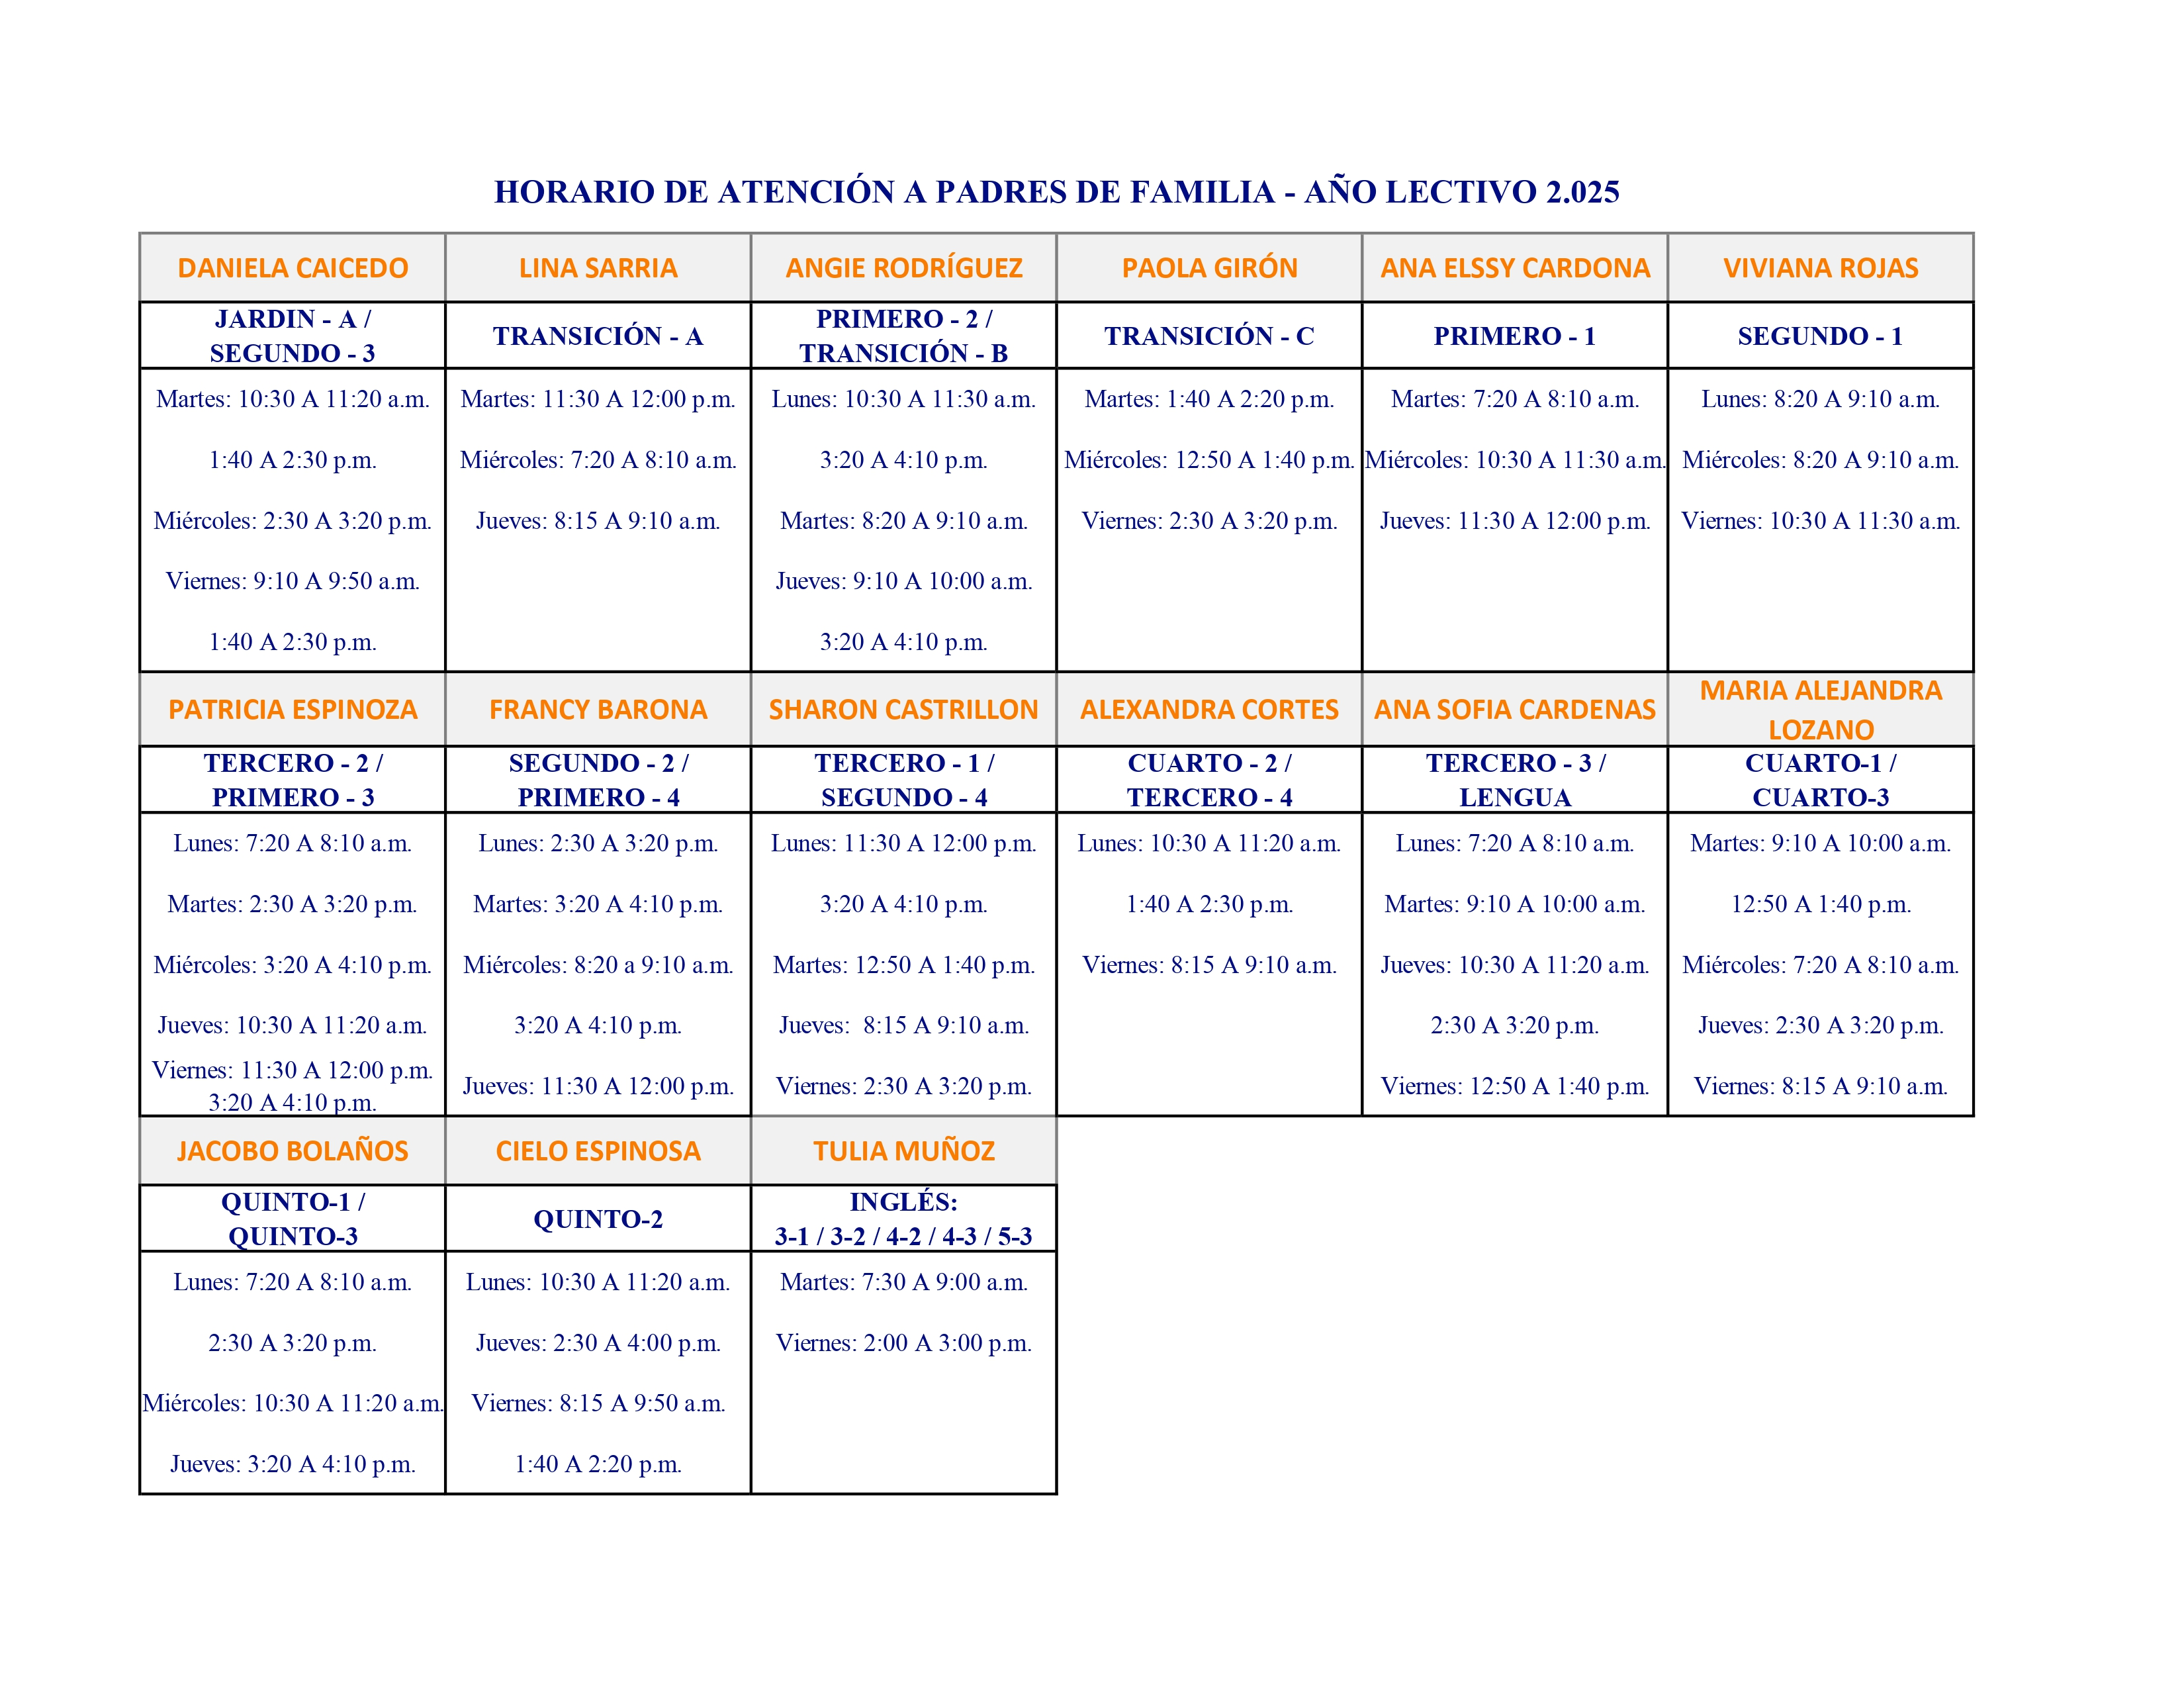 HORARIO DE ATENCIÓN A PADRES DE FAMILIA - AÑO LECTIVO 2.025
DANIELA CAICEDO
JARDIN - A /
SEGUNDO - 3
Martes: 10:30 A 11:20 a.m.
1:40 A 2:30 p.m.
Miércoles: 2:30 A 3:20 p.m.
Viernes: 9:10 A 9:50 a.m.
1:40 A 2:30 p.m.
LINA SARRIA
TRANSICIÓN - A
Martes: 11:30 A 12:00 p.m.
Miércoles: 7:20 A 8:10 a.m.
Jueves: 8:15 A 9:10 a.m.
ANGIE RODRÍGUEZ
PRIMERO - 2 /
TRANSICIÓN - B
Lunes: 10:30 A 11:30 a.m.
3:20 A 4:10 p.m.
Martes: 8:20 A 9:10 a.m.
Jueves: 9:10 A 10:00 a.m.
3:20 A 4:10 p.m.
PAOLA GIRÓN
TRANSICIÓN - C
Martes: 1:40 A 2:20 p.m.
Miércoles: 12:50 A 1:40 p.m.
Viernes: 2:30 A 3:20 p.m.
ANA ELSSY CARDONA
PRIMERO - 1
Martes: 7:20 A 8:10 a.m.
Miércoles: 10:30 A 11:30 a.m.
Jueves: 11:30 A 12:00 p.m.
VIVIANA ROJAS
SEGUNDO - 1
Lunes: 8:20 A 9:10 a.m.
Miércoles: 8:20 A 9:10 a.m.
Viernes: 10:30 A 11:30 a.m.
PATRICIA ESPINOZA
TERCERO - 2 /
PRIMERO - 3
Lunes: 7:20 A 8:10 a.m.
Martes: 2:30 A 3:20 p.m.
Miércoles: 3:20 A 4:10 p.m.
Jueves: 10:30 A 11:20 a.m.
Viernes: 11:30 A 12:00 p.m.
3:20 A 4:10 p.m.
FRANCY BARONA
SEGUNDO - 2 /
PRIMERO - 4
Lunes: 2:30 A 3:20 p.m.
Martes: 3:20 A 4:10 p.m.
Miércoles: 8:20 a 9:10 a.m.
3:20 A 4:10 p.m.
Jueves: 11:30 A 12:00 p.m.
SHARON CASTRILLON
TERCERO - 1 /
SEGUNDO - 4
Lunes: 11:30 A 12:00 p.m.
3:20 A 4:10 p.m.
Martes: 12:50 A 1:40 p.m.
Jueves:  8:15 A 9:10 a.m.
Viernes: 2:30 A 3:20 p.m.
ALEXANDRA CORTES
CUARTO - 2 /
TERCERO - 4
Lunes: 10:30 A 11:20 a.m.
1:40 A 2:30 p.m.
Viernes: 8:15 A 9:10 a.m.
ANA SOFIA CARDENAS
TERCERO - 3 /
LENGUA
Lunes: 7:20 A 8:10 a.m.
Martes: 9:10 A 10:00 a.m.
Jueves: 10:30 A 11:20 a.m.
2:30 A 3:20 p.m.
Viernes: 12:50 A 1:40 p.m.
MARIA ALEJANDRA
LOZANO
CUARTO-1 /
CUARTO-3
Martes: 9:10 A 10:00 a.m.
12:50 A 1:40 p.m.
Miércoles: 7:20 A 8:10 a.m.
Jueves: 2:30 A 3:20 p.m.
Viernes: 8:15 A 9:10 a.m.
JACOBO BOLAÑOS
QUINTO-1 /
QUINTO-3
Lunes: 7:20 A 8:10 a.m.
2:30 A 3:20 p.m.
Miércoles: 10:30 A 11:20 a.m.
Jueves: 3:20 A 4:10 p.m.
CIELO ESPINOSA
QUINTO-2
Lunes: 10:30 A 11:20 a.m.
Jueves: 2:30 A 4:00 p.m.
Viernes: 8:15 A 9:50 a.m.
1:40 A 2:20 p.m.
TULIA MUÑOZ
INGLÉS:
3-1 / 3-2 / 4-2 / 4-3 / 5-3
Martes: 7:30 A 9:00 a.m.
Viernes: 2:00 A 3:00 p.m.